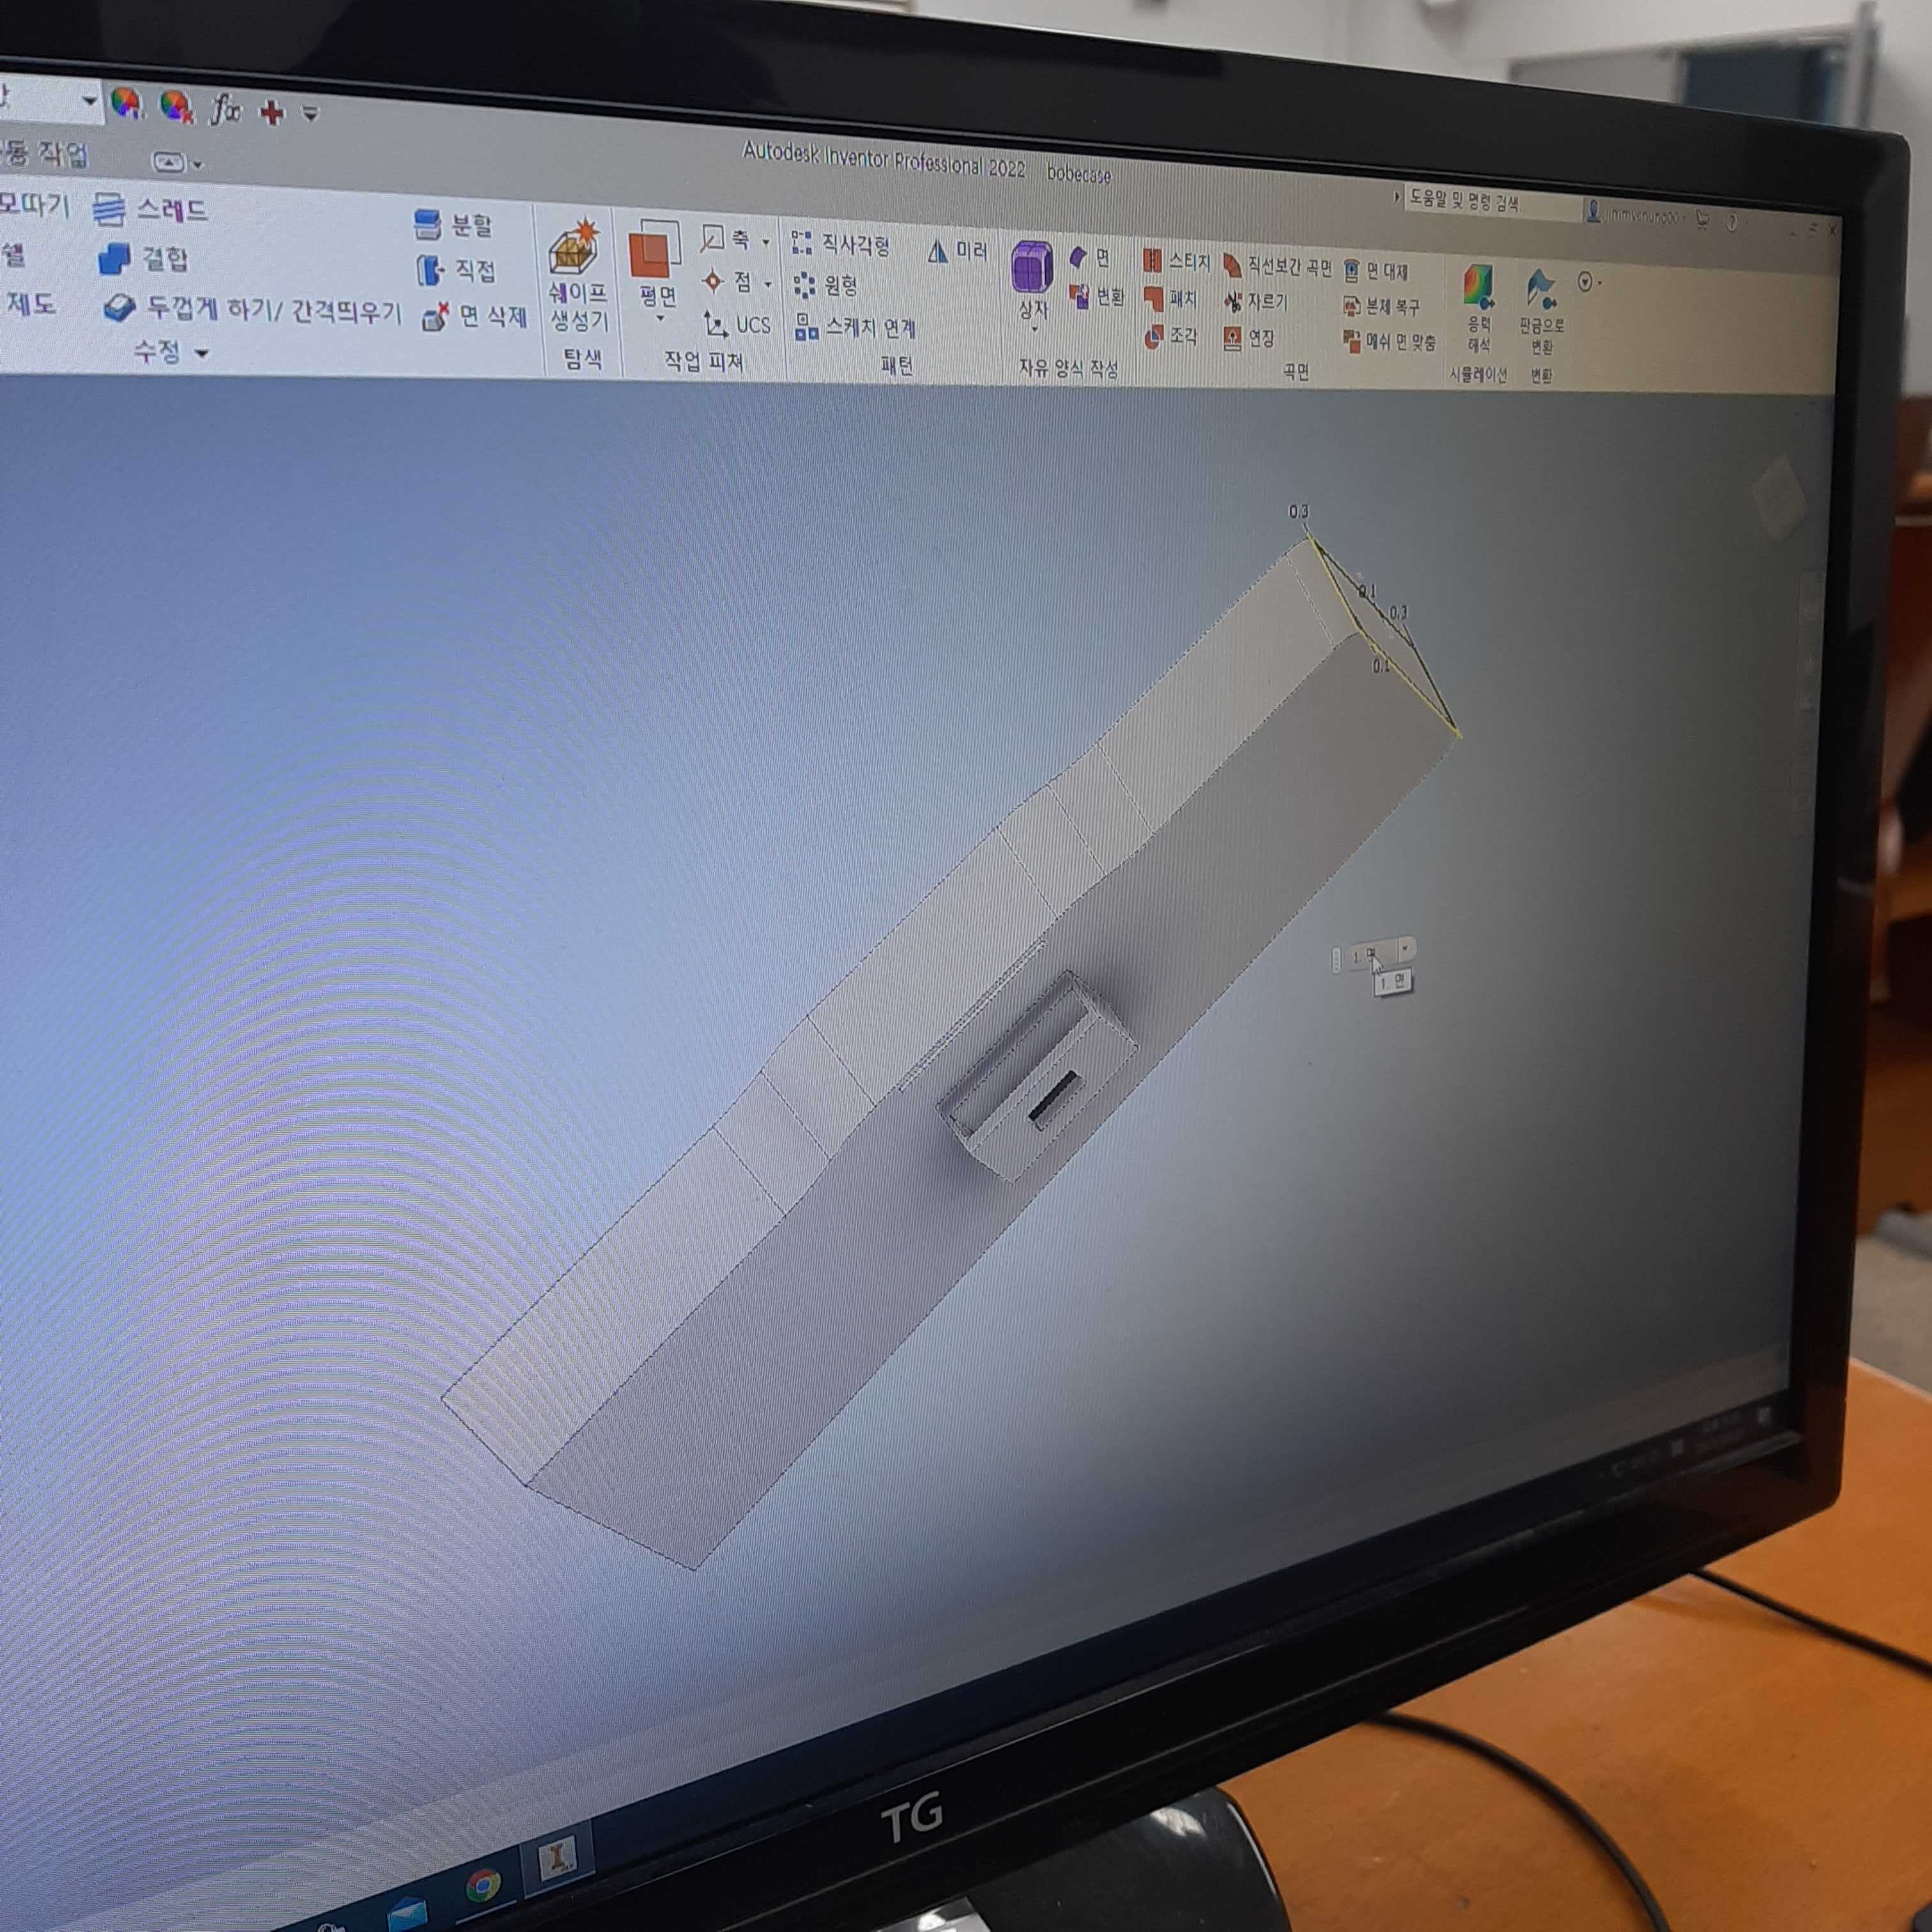 fx
동 작업
Autodesk Inventor Professional 2022 bobecase
도움말 및 명령 검색
모따기 스레드
쉘 결합
제도 두껍게 하기/ 간격띄우기
분할
직접
면 삭제
수정
쉐이프
생성기
탐색
평면
축
점
UCS
작업 피쳐
직사각형 미러
원형
스케치 연계
패턴
상자
면
변환
자유 양식 작성
스티치 직선보간 곡면 면 대체
패치 자르기 본체 복구
조각 연장 메쉬 면 맞춤
곡면
응력
해석
시뮬레이션
판금으로
변환
변환
0.3
0.1
0.3
0.1
1. 면
1. 면
TG